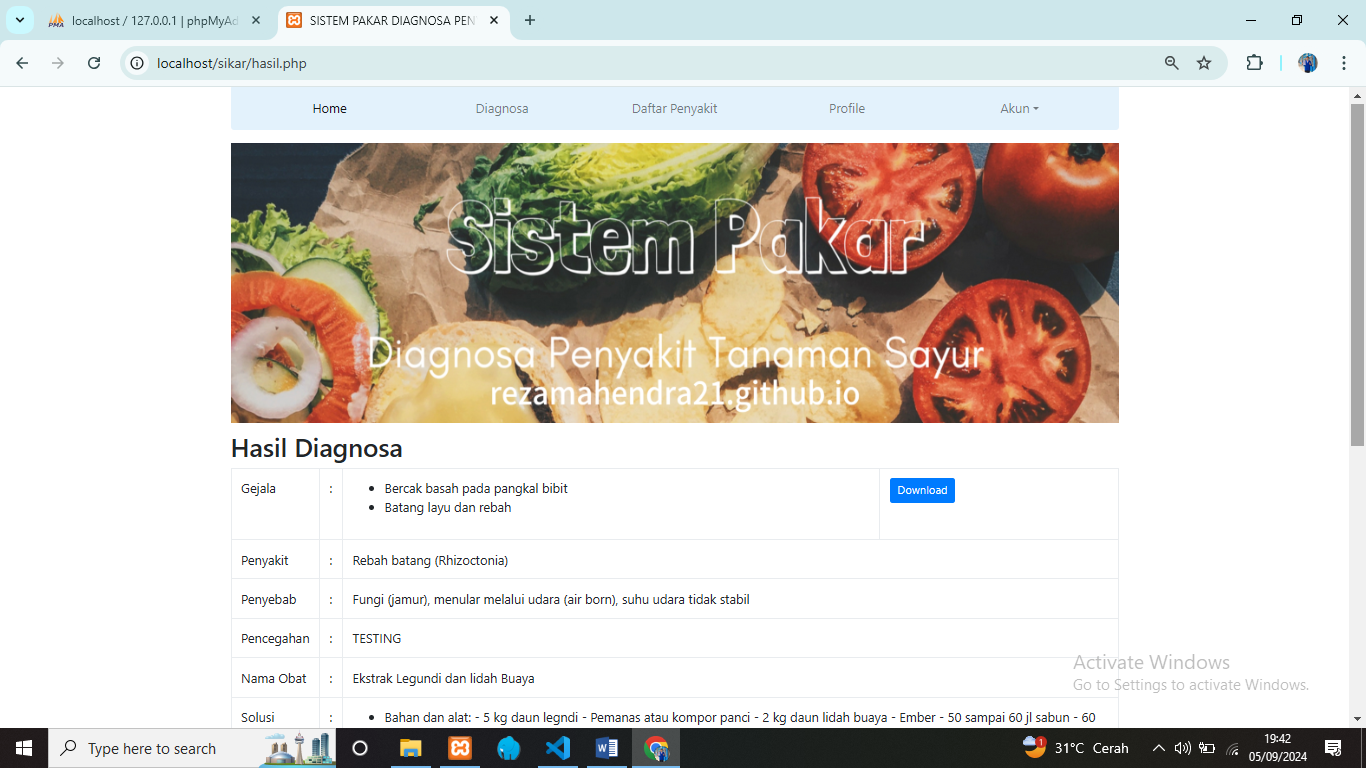 localhost / 127.0.0.1 | phpMyAd
SISTEM PAKAR DIAGNOSA PEN
localhost/sikar/hasil.php
Home Diagnosa Daftar Penyakit Profile Akun
Sistem Pakar
Diagnosa Penyakit Tanaman Sayur
rezamahendra21.github.io
Hasil Diagnosa
Gejala : • Bercak basah pada pangkal bibit Download
• Batang layu dan rebah
Penyakit : Rebah batang (Rhizoctonia)
Penyebab : Fungi (jamur), menular melalui udara (air born), suhu udara tidak stabil
Pencegahan : TESTING
Nama Obat : Ekstrak Legundi dan lidah Buaya
Solusi : • Bahan dan alat: - 5 kg daun legndi - Pemanas atau kompor panci - 2 kg daun lidah buaya - Ember - 50 sampai 60 jl sabun - 60
Activate Windows
Go to Settings to activate Windows.
Type here to search
1
31°C Cerah
19:42
05/09/2024